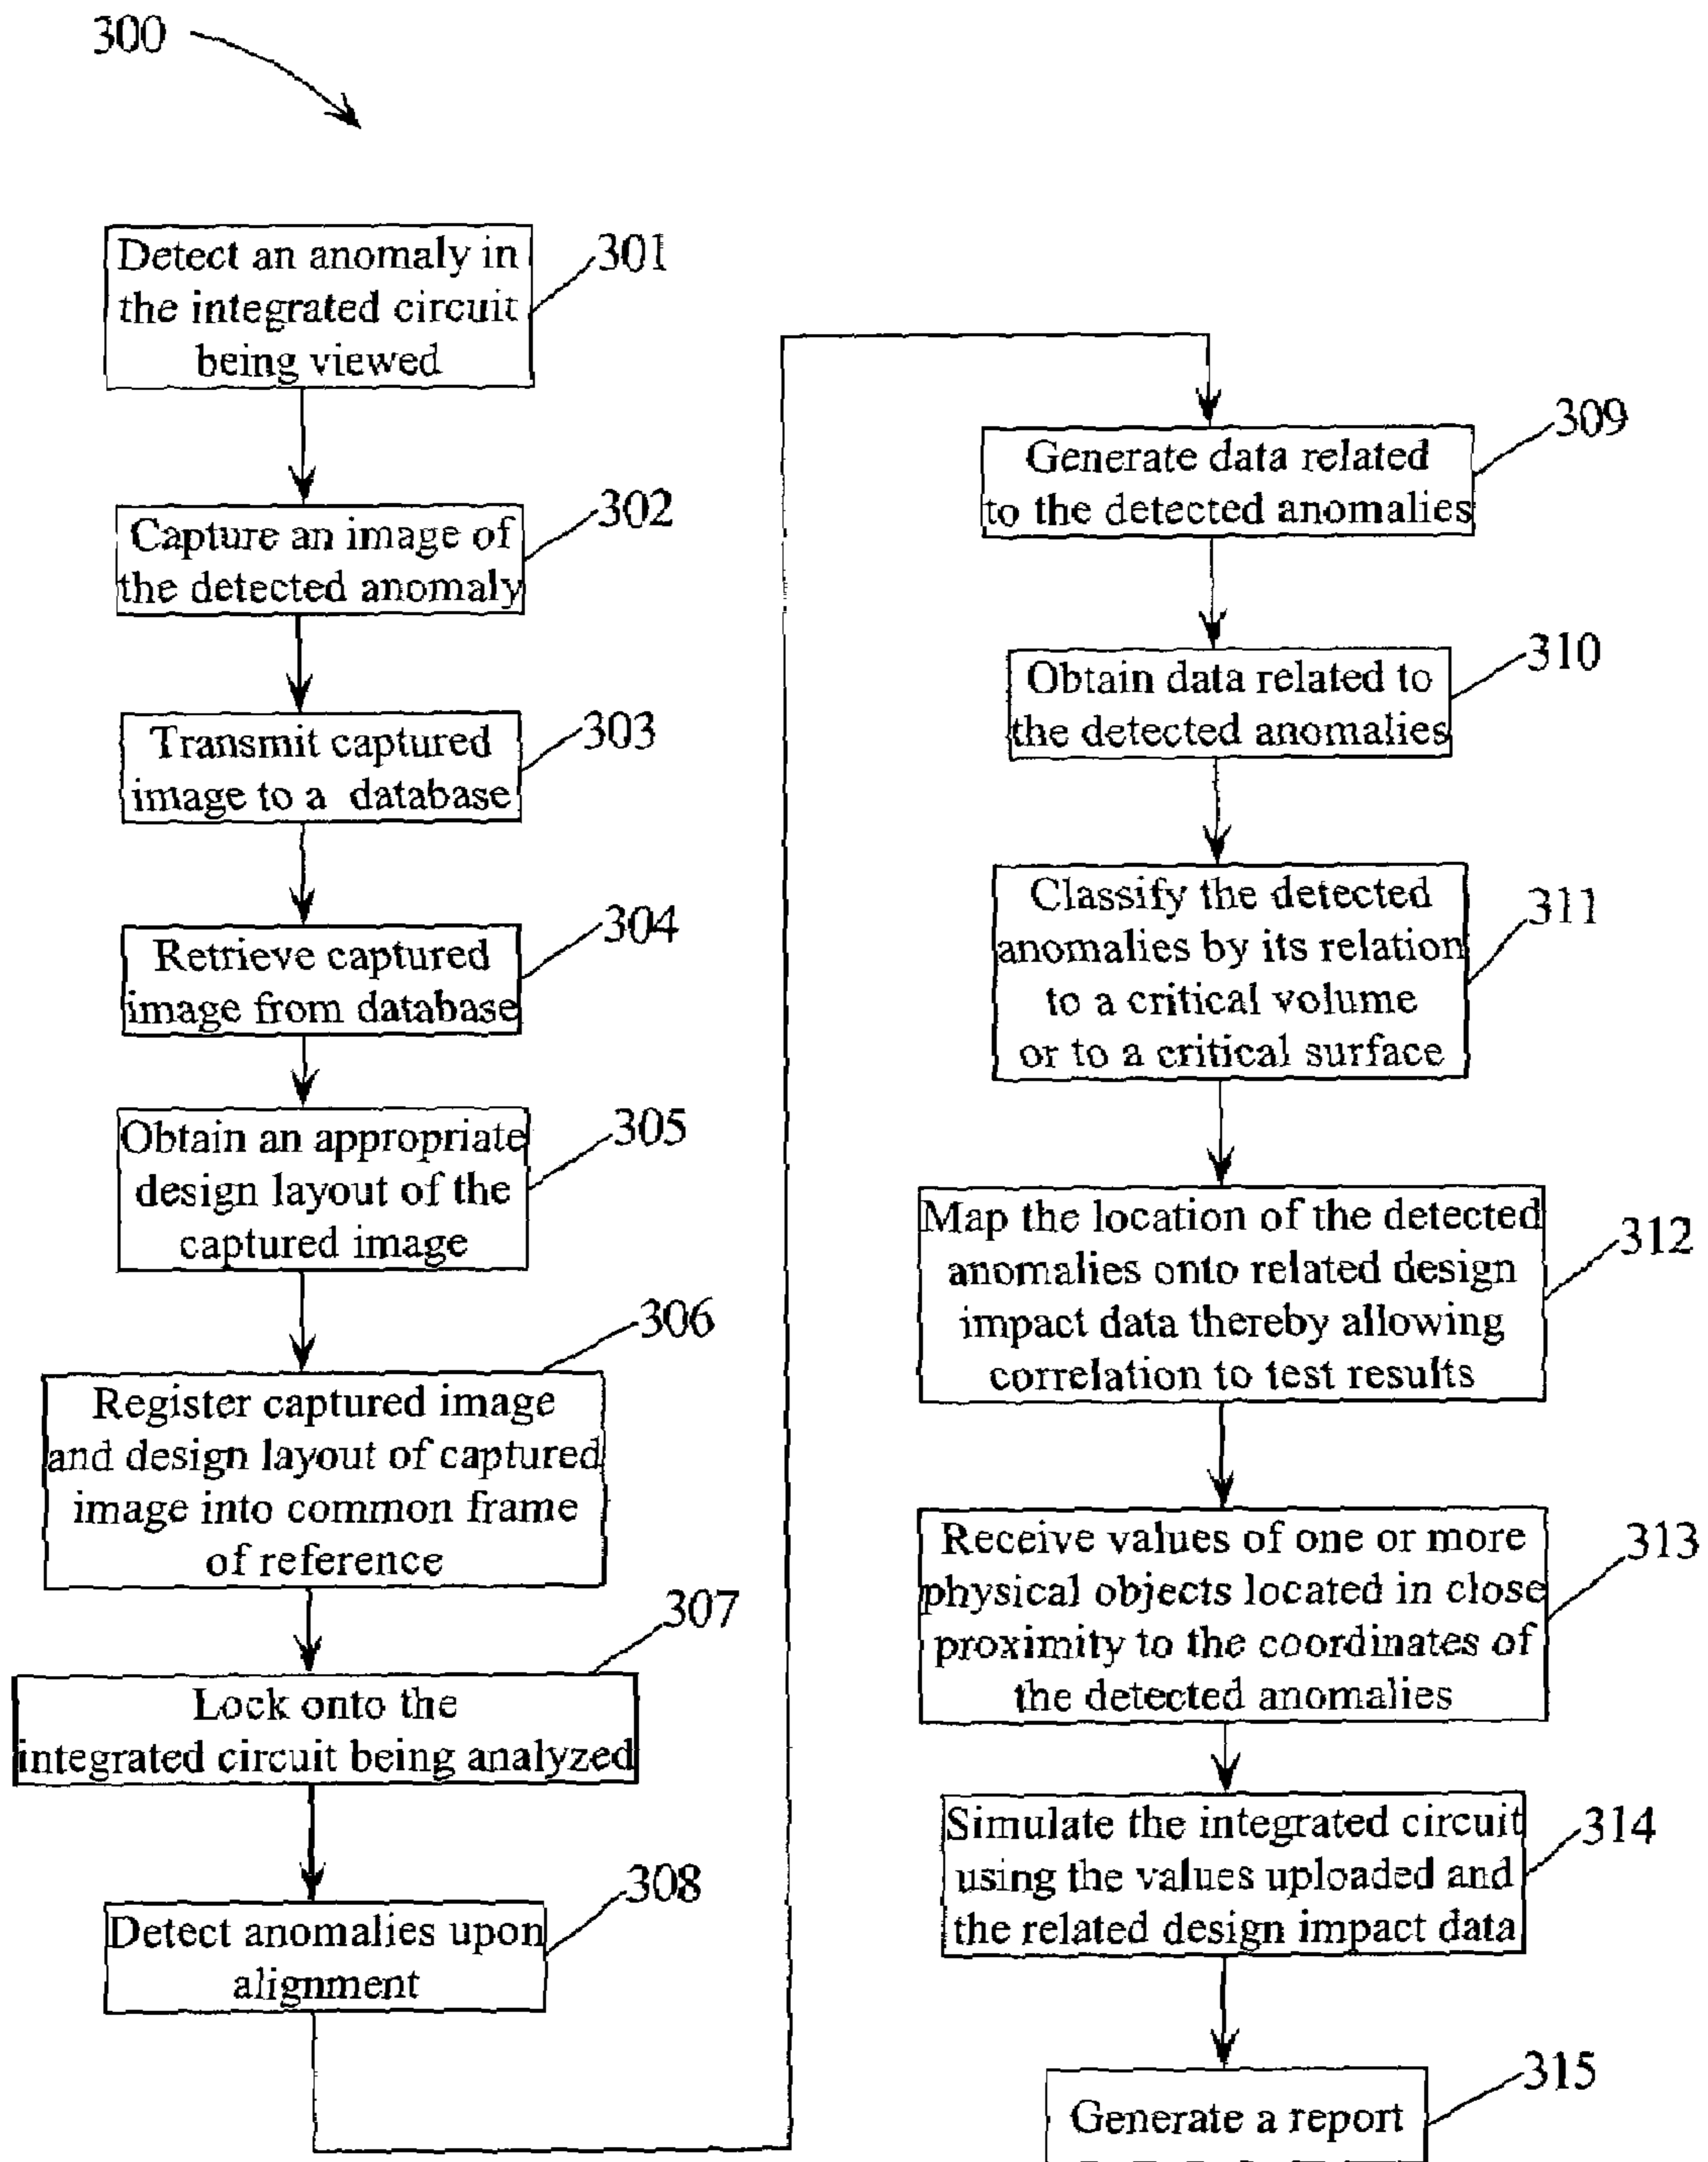 300
Detect an anomaly in
the integrated circuit
being viewed
301
Capture an image of
the detected anomaly
302
Transmit captured
image to a database
303
Retrieve captured
image from database
304
Obtain an appropriate
design layout of the
captured image
305
Register captured image
and design layout of captured
image into common frame
of reference
306
Lock onto the
integrated circuit being analyzed
307
Detect anomalies upon
alignment
308
Generate data related
to the detected anomalies
309
Obtain data related to
the detected anomalies
310
Classify the detected
anomalies by its relation
to a critical volume
or to a critical surface
311
Map the location of the detected
anomalies onto related design
impact data thereby allowing
correlation to test results
312
Receive values of one or more
physical objects located in close
proximity to the coordinates of
the detected anomalies
313
Simulate the integrated circuit
using the values uploaded and
the related design impact data
314
Generate a report
315